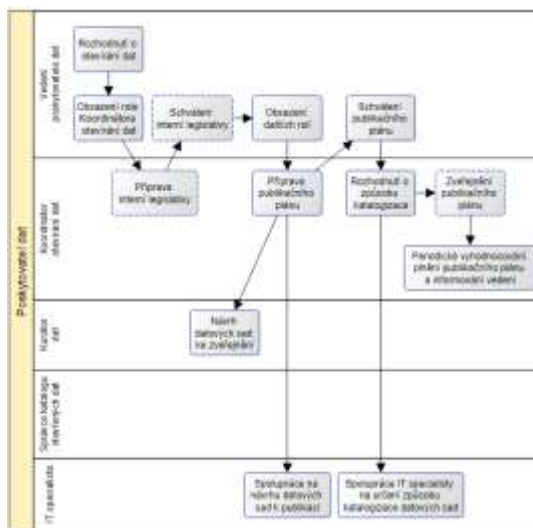 Poskytovatel dat
Vedení
poskytovatele dat
Rozhodnutí o
otevírání dat
Obsazení role
Koordinátora
otevírání dat
Schválení
interní legislativy
Obsazení
dalších rolí
Schválení
publikačního
plánu
Koordinátor
otevírání dat
Příprava
interní legislativy
Příprava
publikačního
plánu
Rozhodnutí o
způsobu
katalogizace
Zveřejnění
publikačního
plánu
Periodické vyhodnocování
plnění publikačního plánu
a informování vedení
Kurátor
dat
Návrh
datových sad
ke zveřejnění
Správce katalogu
otevřených dat
IT specialista
Spolupráce na
návrhu datových
sad k publikaci
Spolupráce IT specialisty
na určení způsobu
katalogizace datových sad